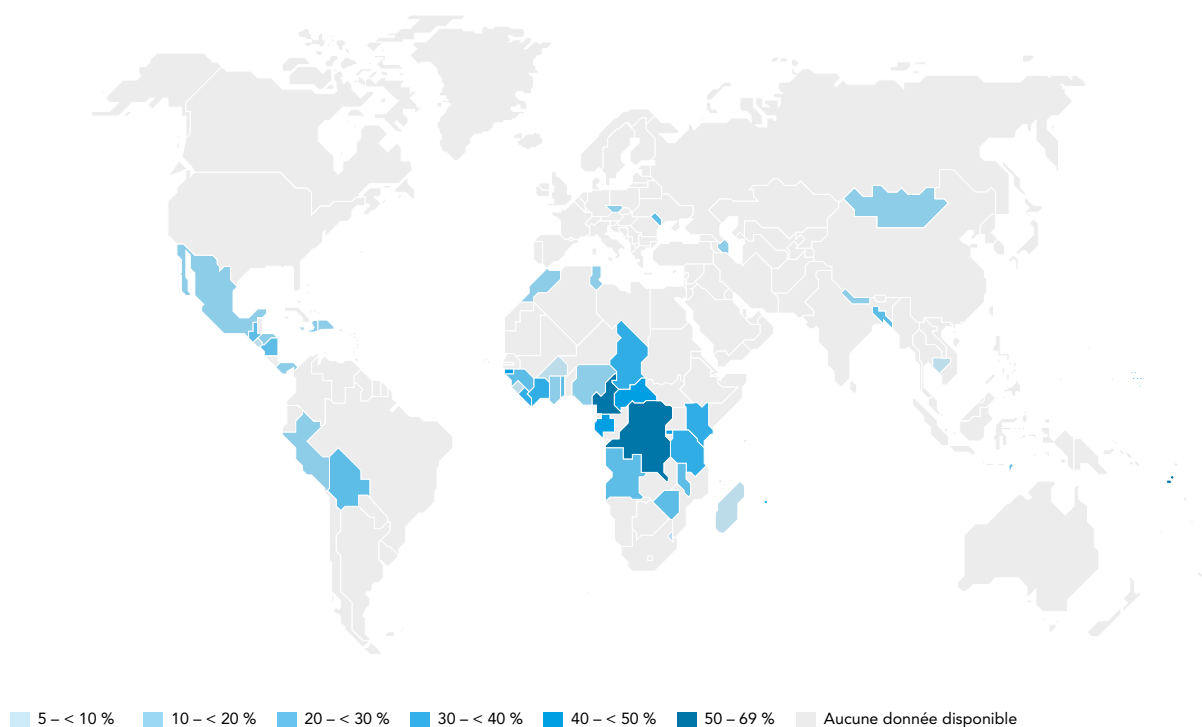 5 – < 10 % 10 – < 20 % 20 – < 30 % 30 – < 40 % 40 – < 50 % 50 – 69 % Aucune donnée disponible